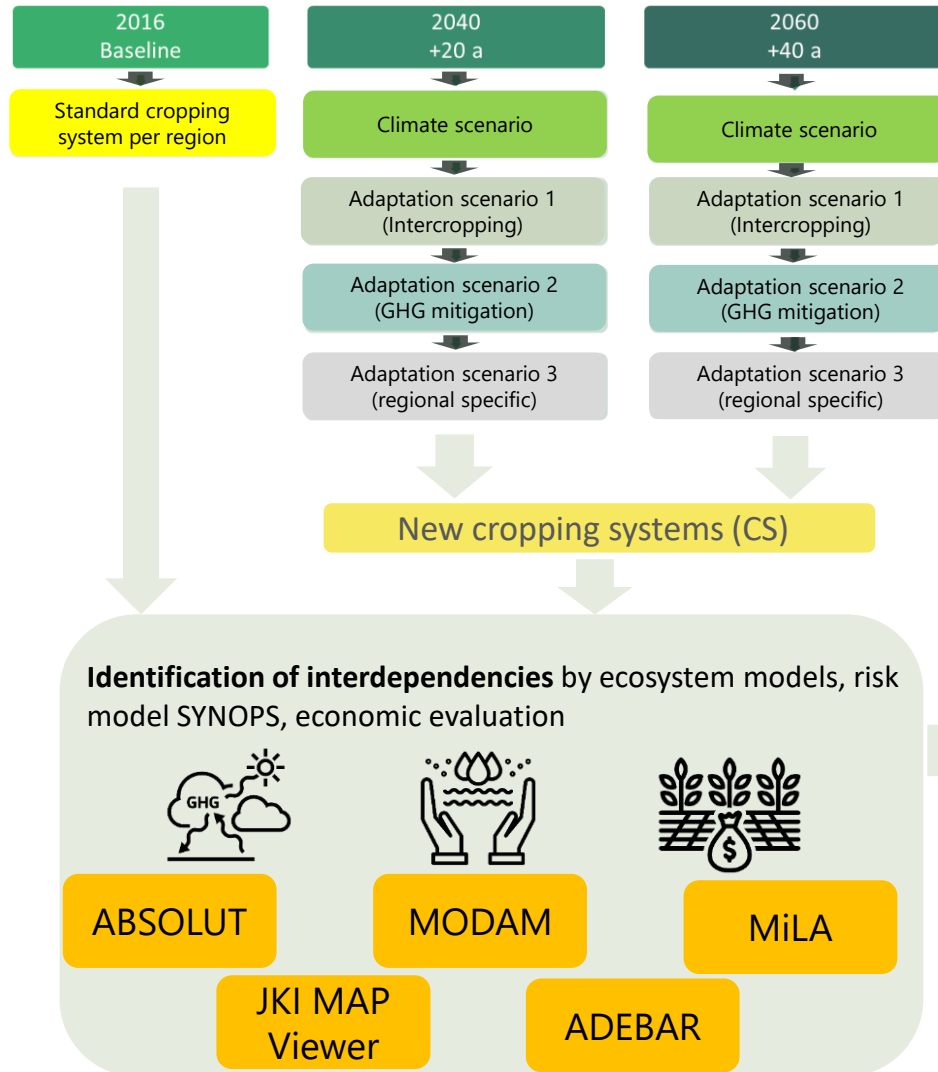 2016
Baseline
2040
+20 a
2060
+40 a
Standard cropping
system per region
Climate scenario
Climate scenario
Adaptation scenario 1
(Intercropping)
Adaptation scenario 1
(Intercropping)
Adaptation scenario 2
(GHG mitigation)
Adaptation scenario 2
(GHG mitigation)
Adaptation scenario 3
(regional specific)
Adaptation scenario 3
(regional specific)
New cropping systems (CS)
Identification of interdependencies by ecosystem models, risk
model SYNOPS, economic evaluation
GHG
$
ABSOLUT
MODAM
MiLA
JKI MAP
Viewer
ADEBAR